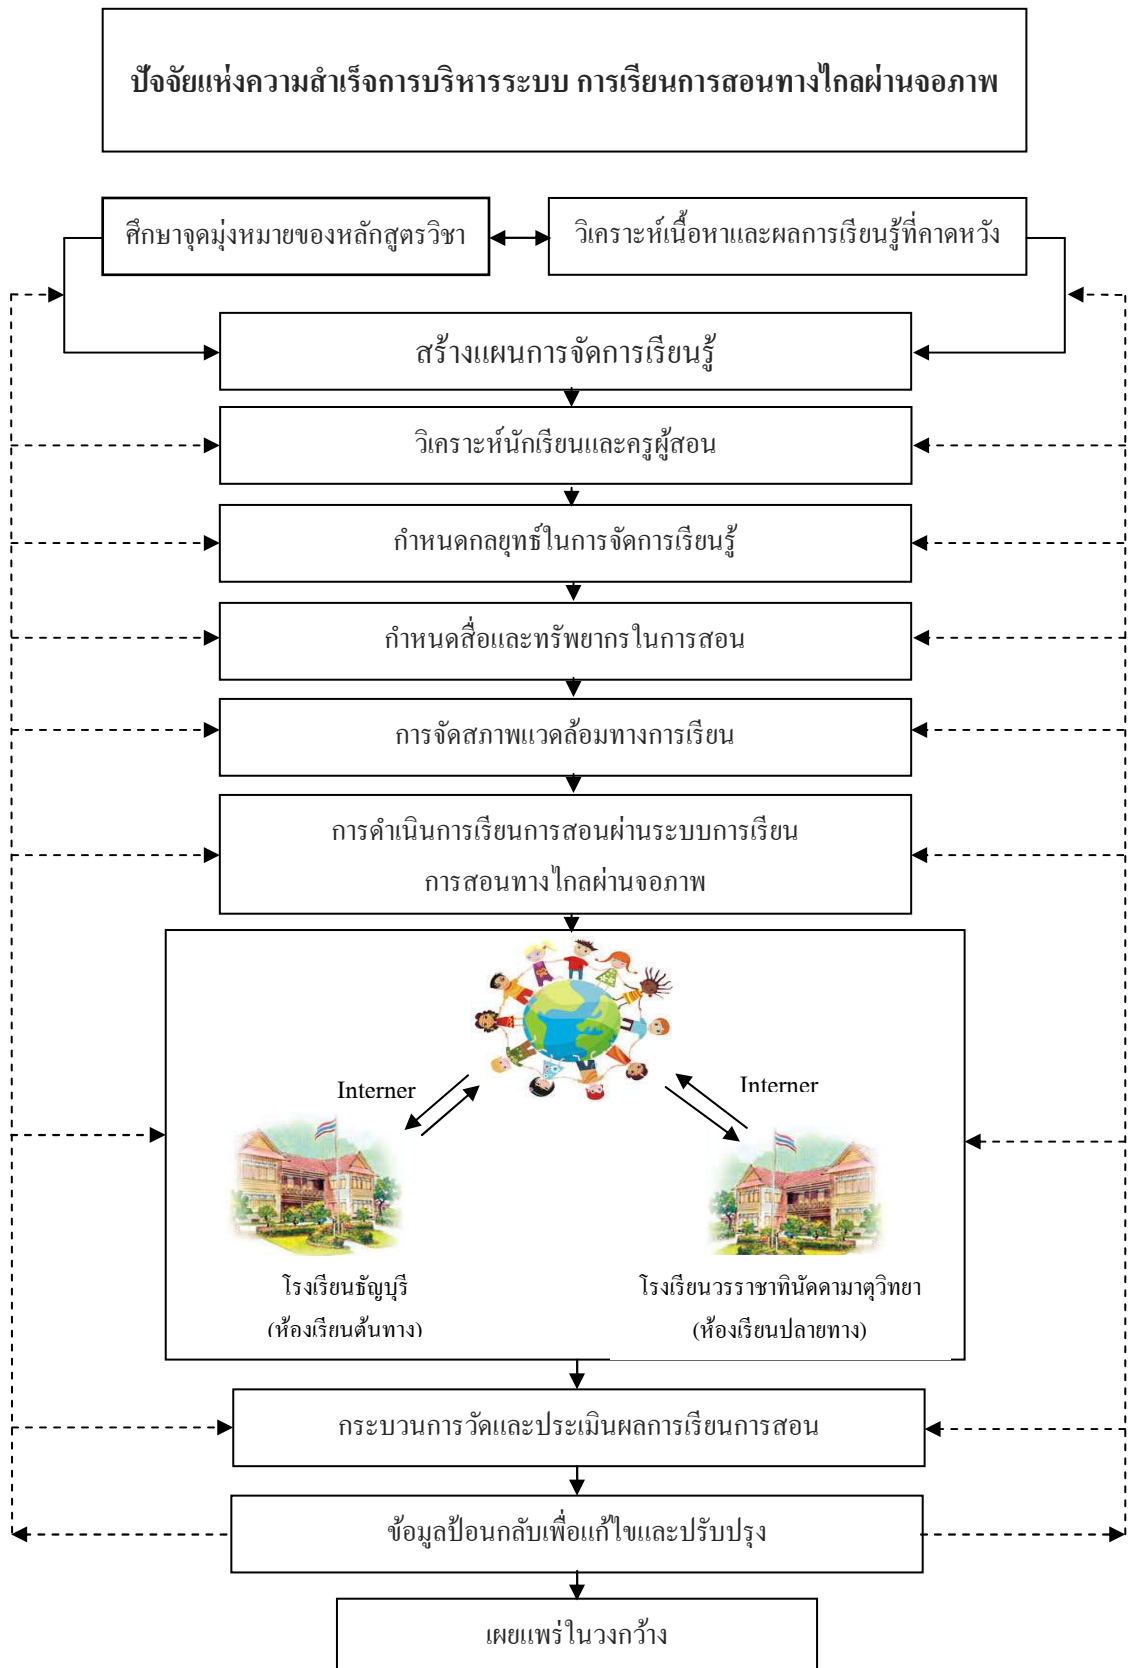 ปัจจัยแห่งความสำเร็จการบริหารระบบ การเรียนการสอนทางไกลผ่านจอภาพ
ศึกษาจุดมุ่งหมายของหลักสูตรวิชา
วิเคราะห์เนื้อหาและผลการเรียนรู้ที่คาดหวัง
สร้างแผนการจัดการเรียนรู้
วิเคราะห์นักเรียนและครูผู้สอน
กำหนดกลยุทธ์ในการจัดการเรียนรู้
กำหนดสื่อและทรัพยากรในการสอน
การจัดสภาพแวดล้อมทางการเรียน
การดำเนินการเรียนการสอนผ่านระบบการเรียน
การสอนทางไกลผ่านจอภาพ
Interner
Interner
โรงเรียนธัญบุรี
(ห้องเรียนต้นทาง)
โรงเรียนวรราชาทินัดดามาตุวิทยา
(ห้องเรียนปลายทาง)
กระบวนการวัดและประเมินผลการเรียนการสอน
ข้อมูลป้อนกลับเพื่อแก้ไขและปรับปรุง
เผยแพร่ในวงกว้าง